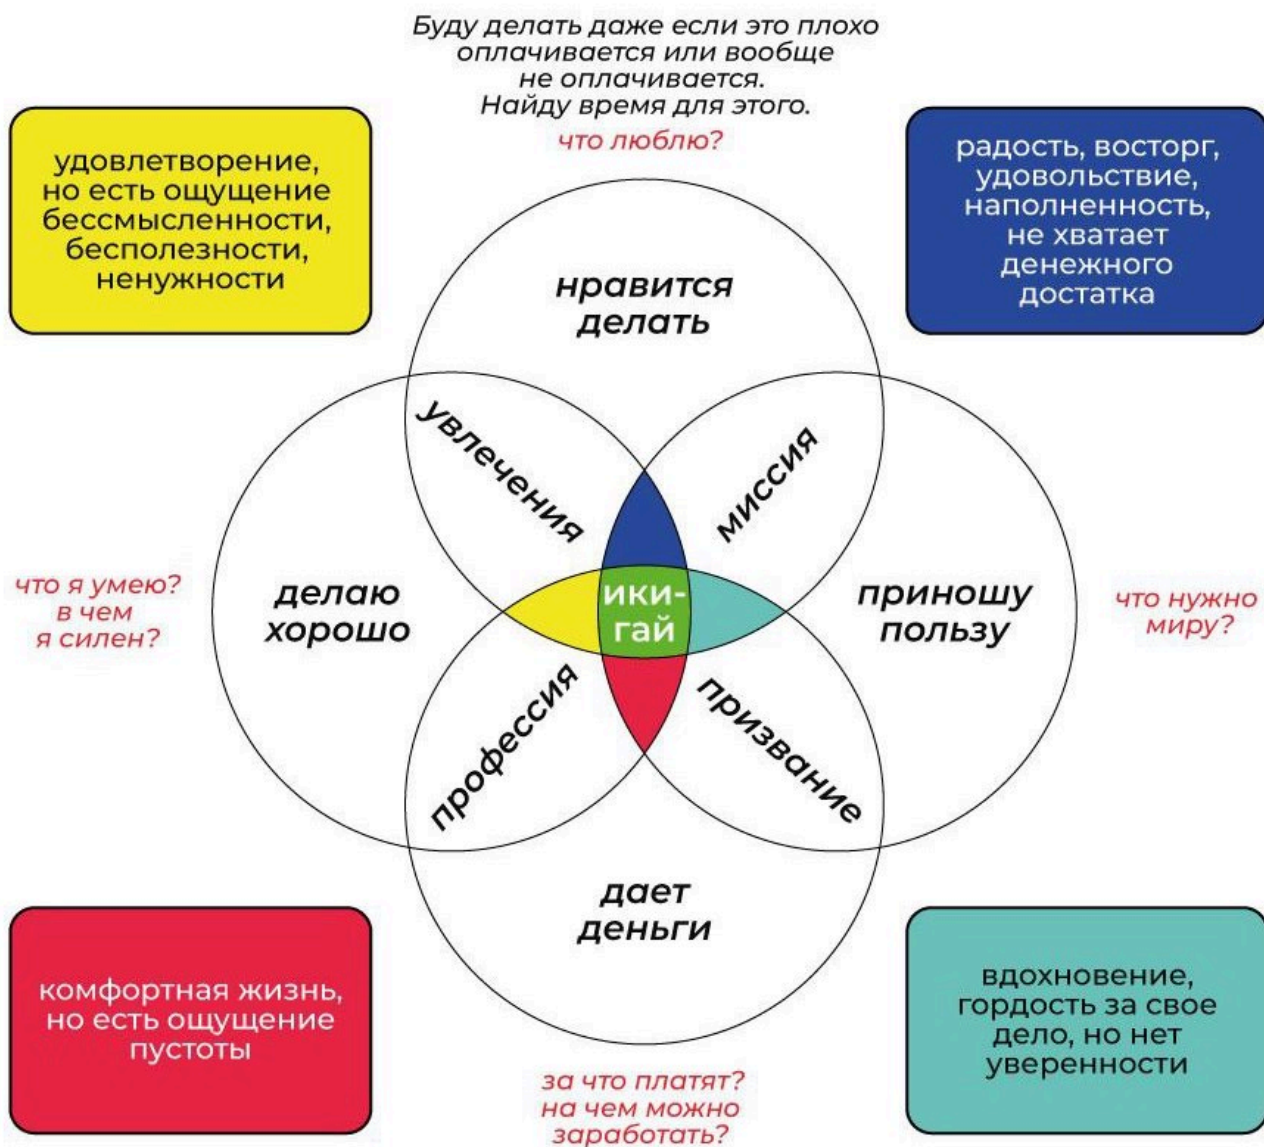 Буду делать даже если это плохо
оплачивается или вообще
не оплачивается.
Найду время для этого.
что люблю?
удовлетворение,
но есть ощущение
бессмысленности,
бесполезности,
ненужности
радость, восторг,
удовольствие,
наполненность,
не хватает
денежного
достатка
нравится
делать
увлечения
миссия
что я умею?
в чем
я силен?
делаю
хорошо
ики-
гай
приношу
пользу
что нужно
миру?
профессия
призвание
дает
деньги
комфортная жизнь,
но есть ощущение
пустоты
вдохновение,
гордость за свое
дело, но нет
уверенности
за что платят?
на чем можно
заработать?